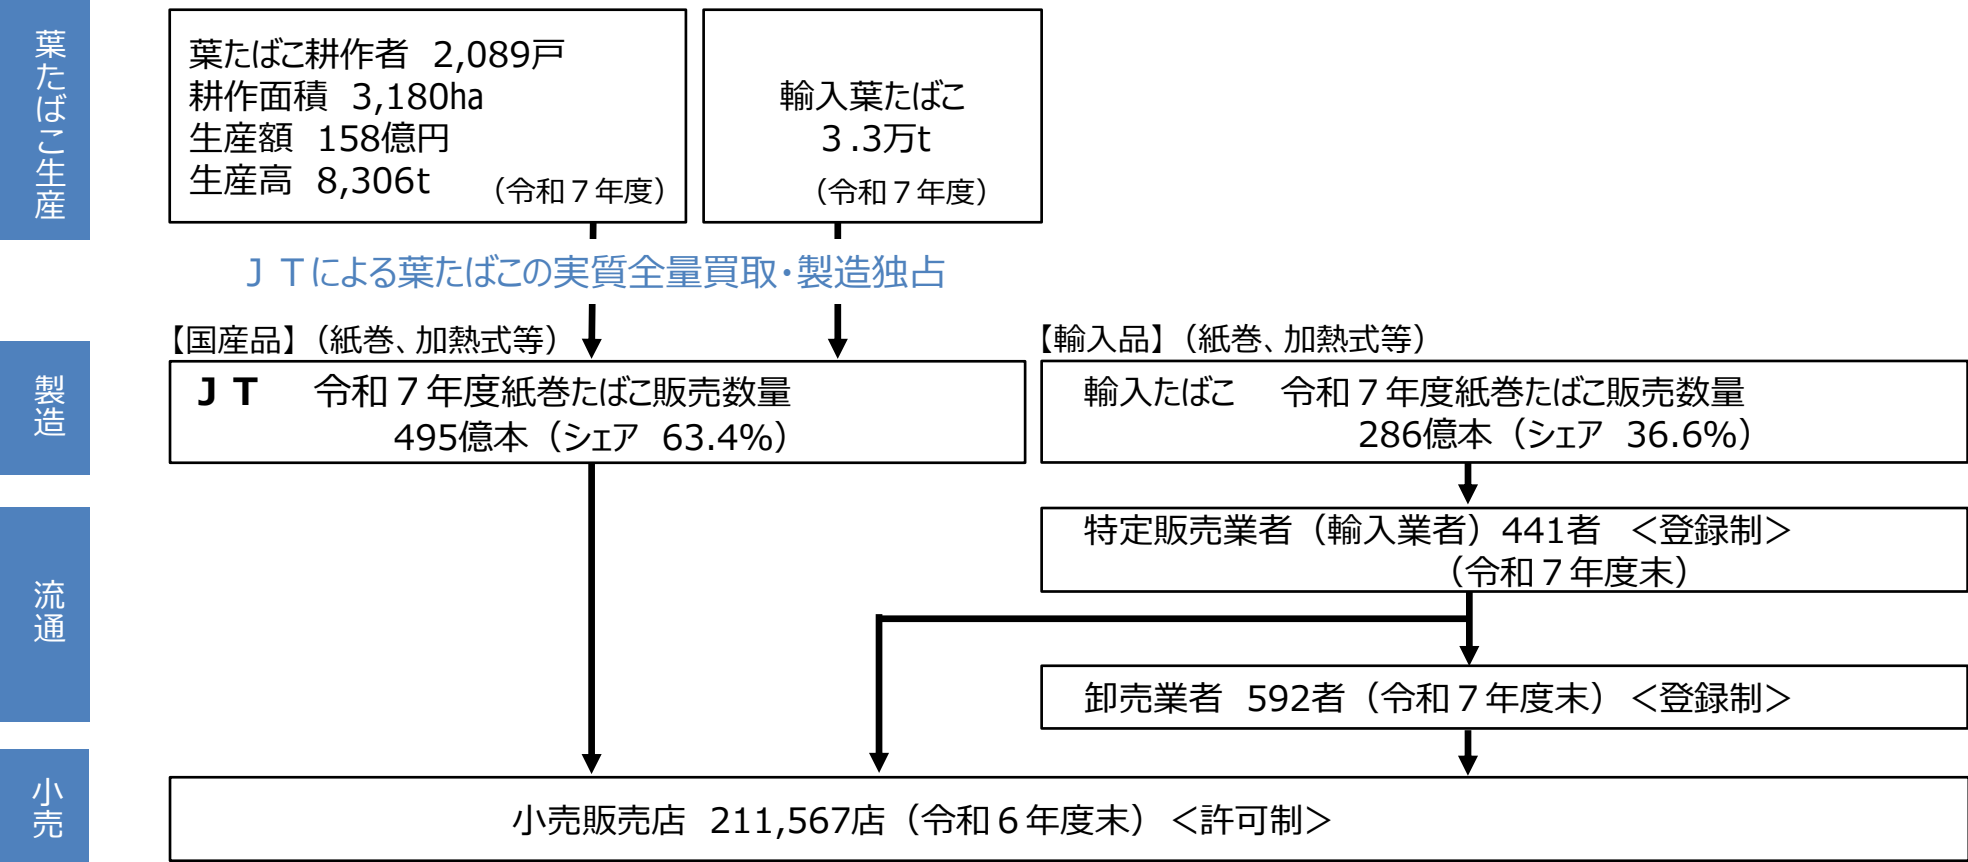 葉たばこ生産
葉たばこ耕作者 2,089戸
耕作面積 3,180ha
生産額 158億円
生産高 8,306t （令和７年度）
輸入葉たばこ
３.3万t
（令和７年度）
ＪＴによる葉たばこの実質全量買取・製造独占
製造
【国産品】（紙巻、加熱式等）
ＪＴ 令和７年度紙巻たばこ販売数量
495億本（シェア 63.4%）
【輸入品】（紙巻、加熱式等）
輸入たばこ 令和７年度紙巻たばこ販売数量
286億本（シェア 36.6%）
流通
特定販売業者（輸入業者）441者 ＜登録制＞
（令和７年度末）
卸売業者 592者（令和７年度末）＜登録制＞
小売
小売販売店 211,567店（令和６年度末）＜許可制＞